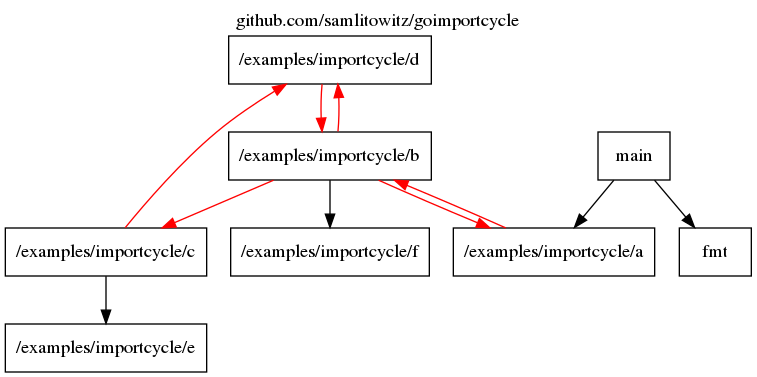 github.com/samlitowitz/goimportcycle
/examples/importcycle/d
/examples/importcycle/b
main
/examples/importcycle/c
/examples/importcycle/f
/examples/importcycle/a
fmt
/examples/importcycle/e